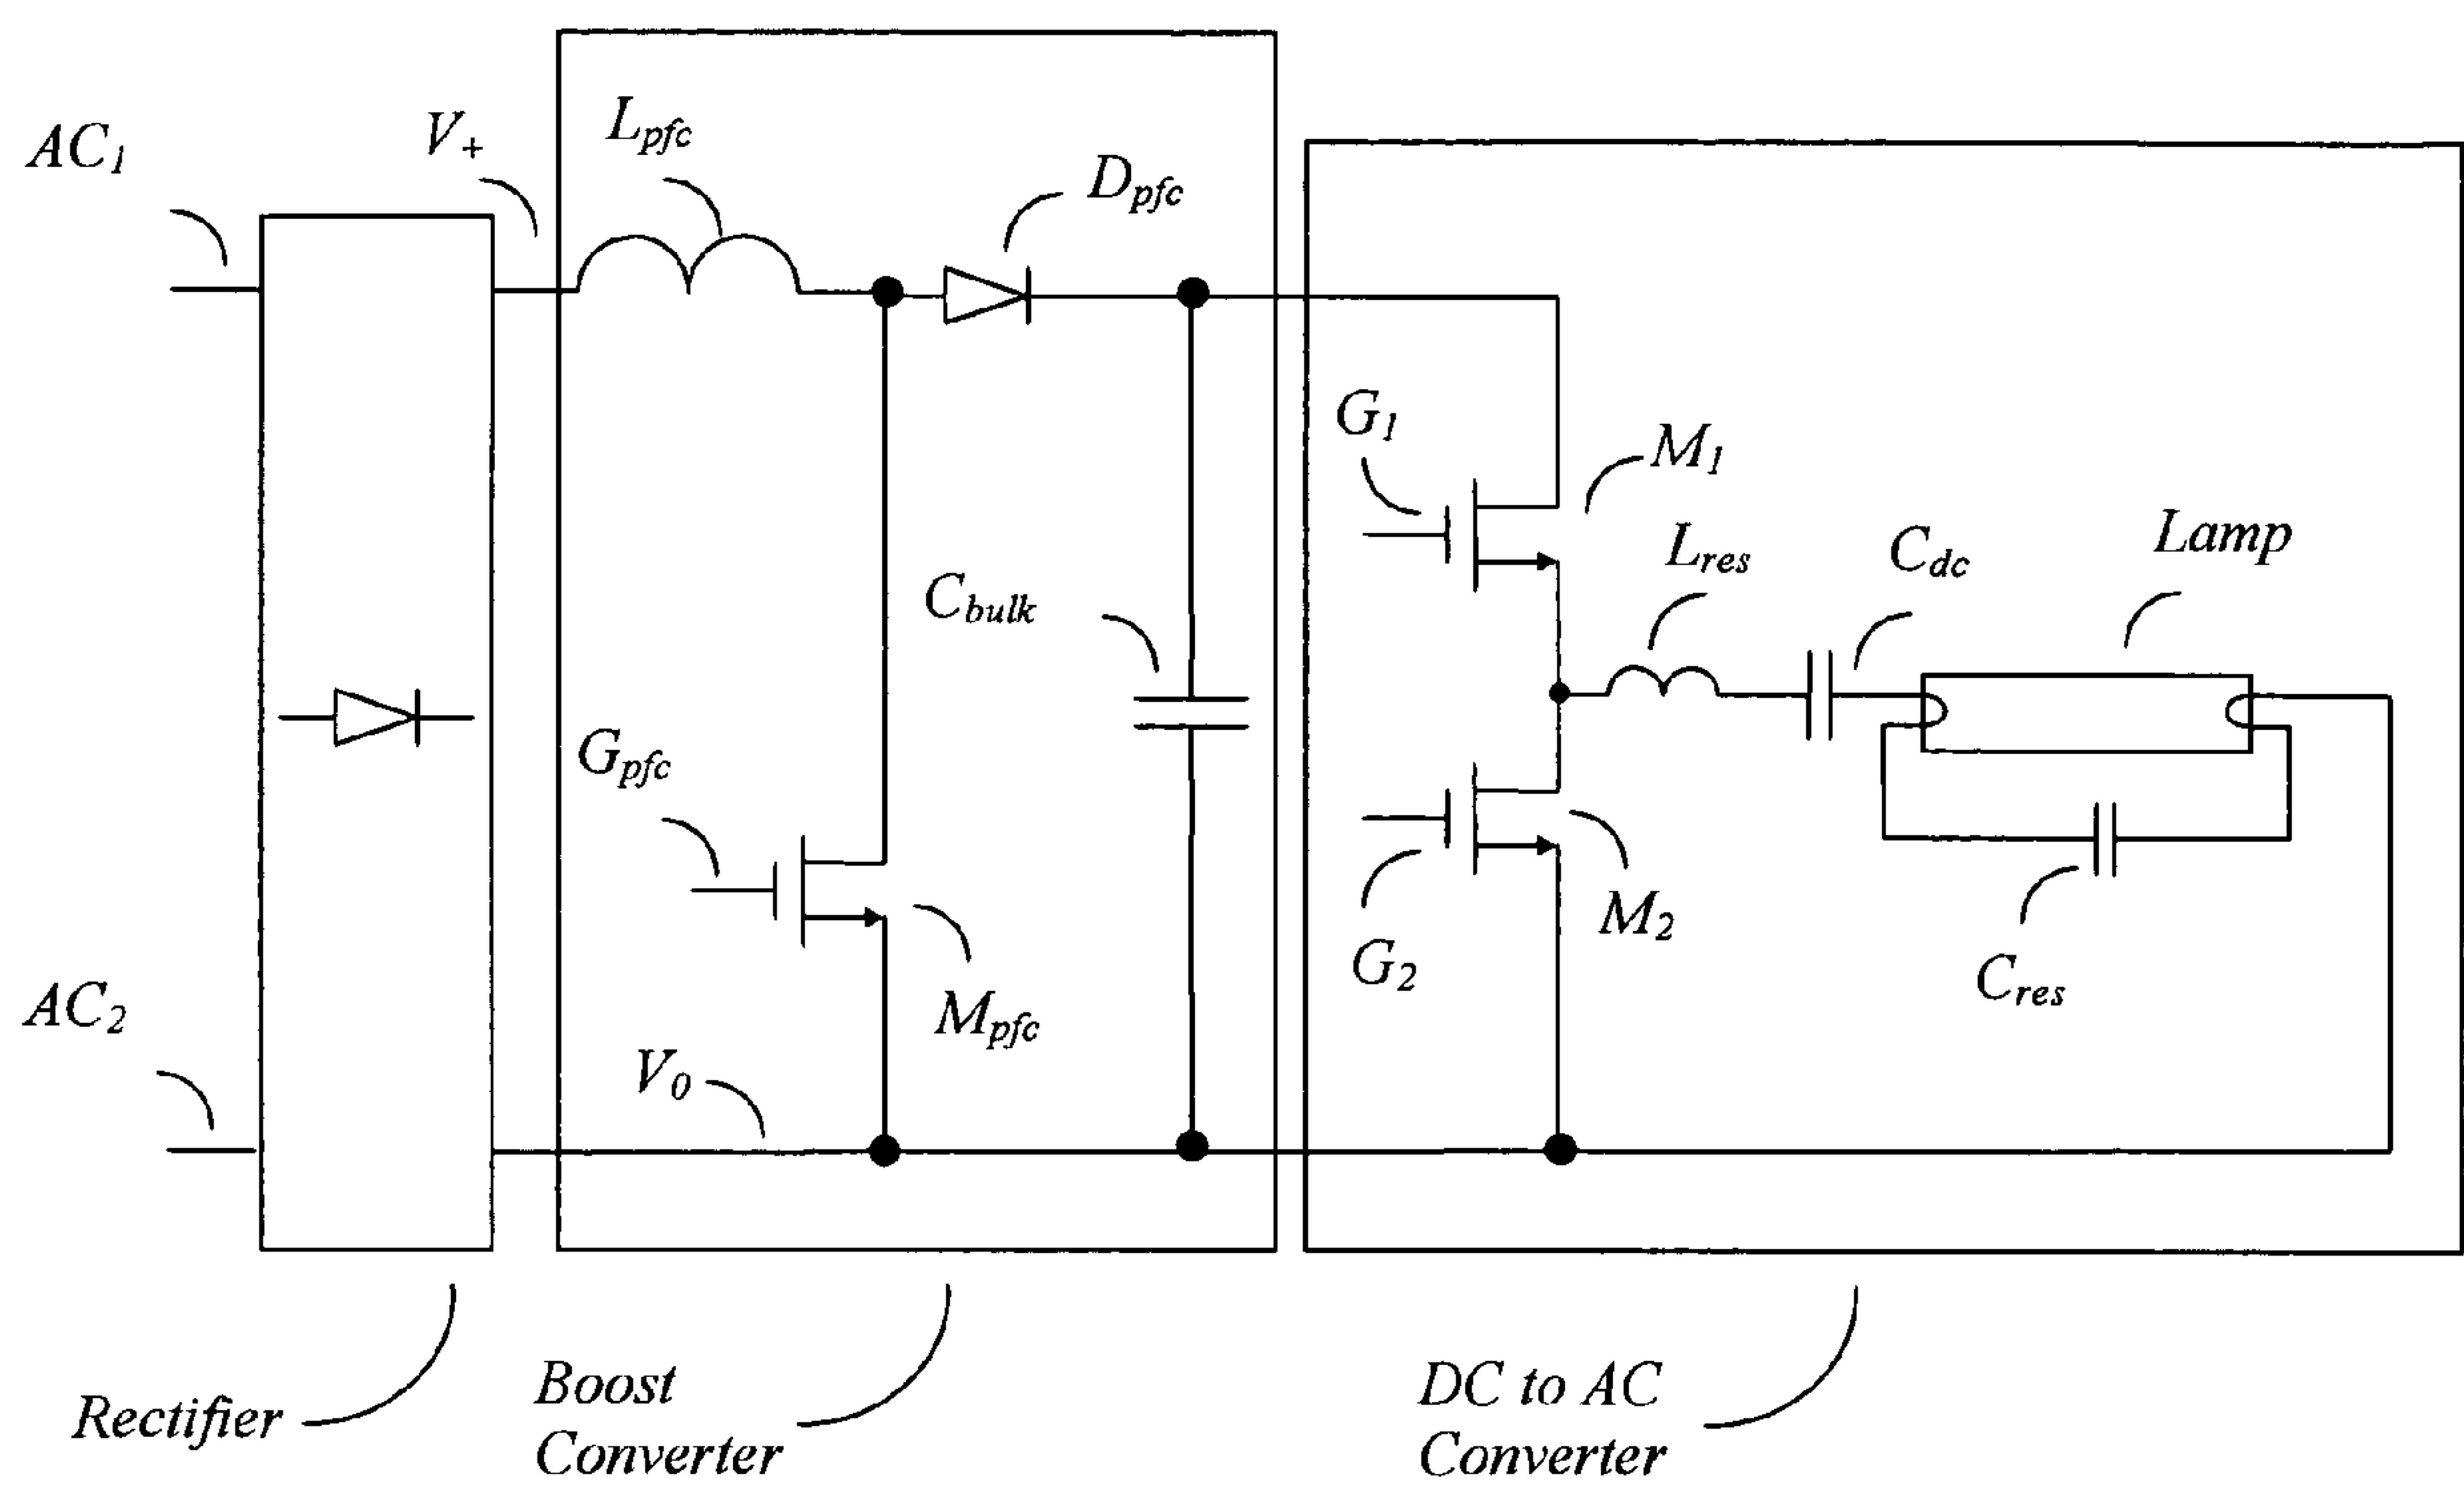 AC1
V+
Lpfc
Dpfc
G1
M1
Lres
Cdc
Lamp
Cbulk
Gpfc
Mpfc
M2
G2
Cres
AC2
V0
Rectifier
Boost
Converter
DC to AC
Converter